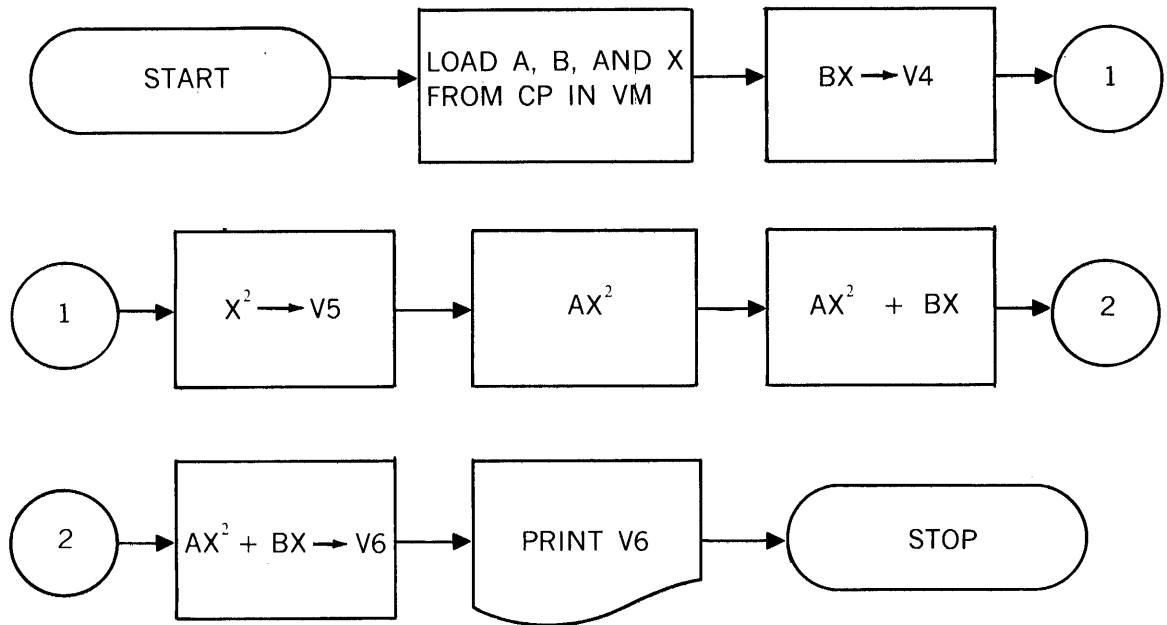 START
LOAD A, B, AND X
FROM CP IN VM
BX → V4
1
1
X² → V5
AX²
AX² + BX
2
2
AX² + BX → V6
PRINT V6
STOP